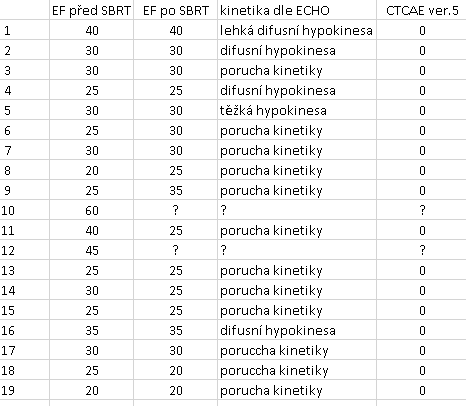 EF před SBRT EF po SBRT kinetika dle ECHO CTCAE ver.5
1 40 40 lehká difusní hypokinesa 0
2 30 30 difusní hypokinesa 0
3 30 30 porucha kinetiky 0
4 25 25 difusní hypokinesa 0
5 30 30 těžká hypokinesa 0
6 25 30 porucha kinetiky 0
7 30 30 porucha kinetiky 0
8 20 25 porucha kinetiky 0
9 25 35 porucha kinetiky 0
10 60 ? ? ?
11 40 25 porucha kinetiky 0
12 45 ? ? ?
13 25 25 porucha kinetiky 0
14 30 25 porucha kinetiky 0
15 25 25 porucha kinetiky 0
16 35 35 difusní hypokinesa 0
17 30 30 poruccha kinetiky 0
18 25 20 porucha kinetiky 0
19 20 20 porucha kinetiky 0